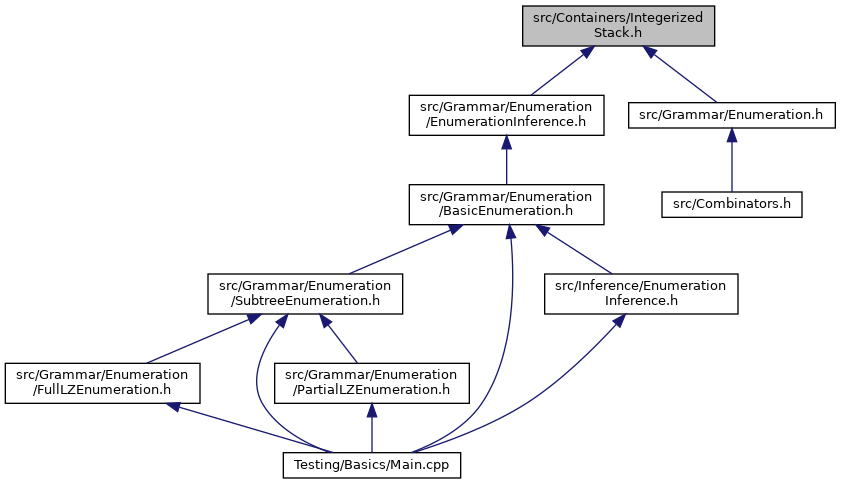 src/Containers/Integerized
Stack.h
src/Grammar/Enumeration
/EnumerationInference.h
src/Grammar/Enumeration.h
src/Grammar/Enumeration
/BasicEnumeration.h
src/Combinators.h
src/Grammar/Enumeration
/SubtreeEnumeration.h
src/Inference/Enumeration
Inference.h
src/Grammar/Enumeration
/FullLZEnumeration.h
src/Grammar/Enumeration
/PartialLZEnumeration.h
Testing/Basics/Main.cpp